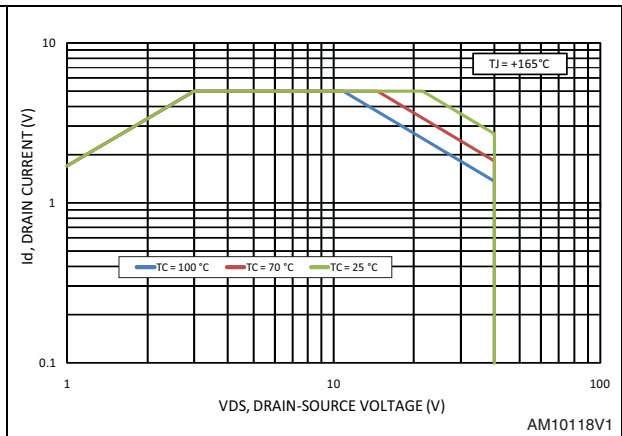 10
TJ = +165°C
Id, DRAIN CURRENT (V)
1
TC = 100 °C TC = 70 °C TC = 25 °C
0.1
1 10 100
VDS, DRAIN-SOURCE VOLTAGE (V)
AM10118V1